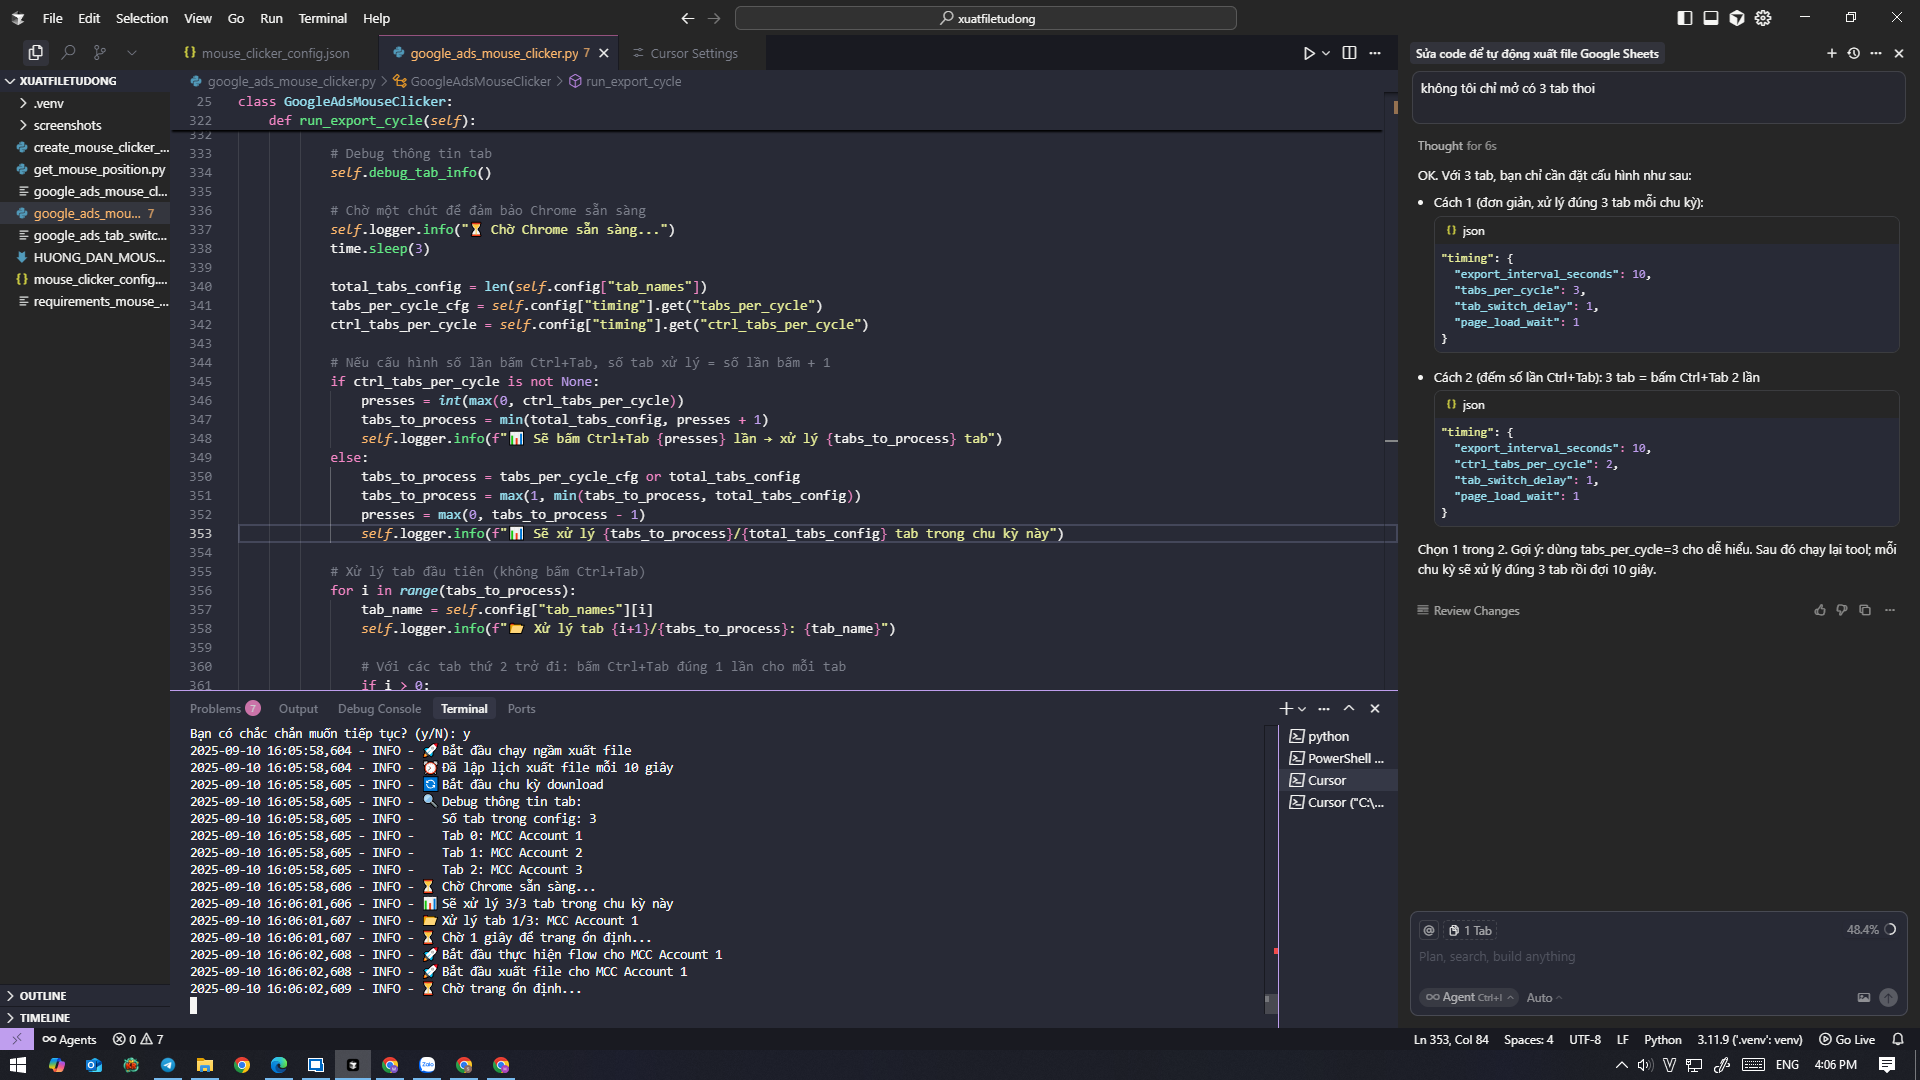 File Edit Selection View Go Run Terminal Help
xuatfiletudong
mouse_clicker_config.json
google_ads_mouse_clicker.py 7
Cursor Settings
XUATFILETUDONG
.venv
screenshots
create_mouse_clicker_...
get_mouse_position.py
google_ads_mouse_cl...
google_ads_mou... 7
google_ads_tab_switc...
HUONG_DAN_MOUS...
mouse_clicker_config....
requirements_mouse_...
OUTLINE
TIMELINE
google_ads_mouse_clicker.py > GoogleAdsMouseClicker > run_export_cycle
25 class GoogleAdsMouseClicker:
322 def run_export_cycle(self):
332
333 # Debug thông tin tab
334 self.debug_tab_info()
335
336 # Chờ một chút để đảm bảo Chrome sẵn sàng
337 self.logger.info("⏳ Chờ Chrome sẵn sàng...")
338 time.sleep(3)
339
340 total_tabs_config = len(self.config["tab_names"])
341 tabs_per_cycle_cfg = self.config["timing"].get("tabs_per_cycle")
342 ctrl_tabs_per_cycle = self.config["timing"].get("ctrl_tabs_per_cycle")
343
344 # Nếu cấu hình số lần bấm Ctrl+Tab, số tab xử lý = số lần bấm + 1
345 if ctrl_tabs_per_cycle is not None:
346 presses = int(max(0, ctrl_tabs_per_cycle))
347 tabs_to_process = min(total_tabs_config, presses + 1)
348 self.logger.info(f"📊 Sẽ bấm Ctrl+Tab {presses} lần → xử lý {tabs_to_process} tab")
349 else:
350 tabs_to_process = tabs_per_cycle_cfg or total_tabs_config
351 tabs_to_process = max(1, min(tabs_to_process, total_tabs_config))
352 presses = max(0, tabs_to_process - 1)
353 self.logger.info(f"📊 Sẽ xử lý {tabs_to_process}/{total_tabs_config} tab trong chu kỳ này")
354
355 # Xử lý tab đầu tiên (không bấm Ctrl+Tab)
356 for i in range(tabs_to_process):
357 tab_name = self.config["tab_names"][i]
358 self.logger.info(f"📂 Xử lý tab {i+1}/{tabs_to_process}: {tab_name}")
359
360 # Với các tab thứ 2 trở đi: bấm Ctrl+Tab đúng 1 lần cho mỗi tab
361 if i > 0:
Problems 7 Output Debug Console Terminal Ports
Bạn có chắc chắn muốn tiếp tục? (y/N): y
2025-09-10 16:05:58,604 - INFO - 🚀 Bắt đầu chạy ngầm xuất file
2025-09-10 16:05:58,604 - INFO - ⏰ Đã lập lịch xuất file mỗi 10 giây
2025-09-10 16:05:58,605 - INFO - 🔄 Bắt đầu chu kỳ download
2025-09-10 16:05:58,605 - INFO - 🔍 Debug thông tin tab:
2025-09-10 16:05:58,605 - INFO - Số tab trong config: 3
2025-09-10 16:05:58,605 - INFO - Tab 0: MCC Account 1
2025-09-10 16:05:58,605 - INFO - Tab 1: MCC Account 2
2025-09-10 16:05:58,605 - INFO - Tab 2: MCC Account 3
2025-09-10 16:05:58,606 - INFO - ⏳ Chờ Chrome sẵn sàng...
2025-09-10 16:06:01,606 - INFO - 📊 Sẽ xử lý 3/3 tab trong chu kỳ này
2025-09-10 16:06:01,607 - INFO - 📂 Xử lý tab 1/3: MCC Account 1
2025-09-10 16:06:01,607 - INFO - ⏳ Chờ 1 giây để trang ổn định...
2025-09-10 16:06:02,608 - INFO - 🚀 Bắt đầu thực hiện flow cho MCC Account 1
2025-09-10 16:06:02,608 - INFO - 🚀 Bắt đầu xuất file cho MCC Account 1
2025-09-10 16:06:02,609 - INFO - ⏳ Chờ trang ổn định...
python
PowerShell ...
Cursor
Cursor ("C:\...
Sửa code để tự động xuất file Google Sheets
không tôi chỉ mở có 3 tab thoi
Thought for 6s
OK. Với 3 tab, bạn chỉ cần đặt cấu hình như sau:
• Cách 1 (đơn giản, xử lý đúng 3 tab mỗi chu kỳ):
{} json
"timing": {
"export_interval_seconds": 10,
"tabs_per_cycle": 3,
"tab_switch_delay": 1,
"page_load_wait": 1
}
• Cách 2 (đếm số lần Ctrl+Tab): 3 tab = bấm Ctrl+Tab 2 lần
{} json
"timing": {
"export_interval_seconds": 10,
"ctrl_tabs_per_cycle": 2,
"tab_switch_delay": 1,
"page_load_wait": 1
}
Chọn 1 trong 2. Gợi ý: dùng tabs_per_cycle=3 cho dễ hiểu. Sau đó chạy lại tool; mỗi
chu kỳ sẽ xử lý đúng 3 tab rồi đợi 10 giây.
Review Changes
@ 1 Tab 48.4%
Plan, search, build anything
Agent Ctrl+I Auto
Agents 0 7
Ln 353, Col 84 Spaces: 4 UTF-8 LF Python 3.11.9 ('.venv': venv) Go Live
Zalo
ENG 4:06 PM